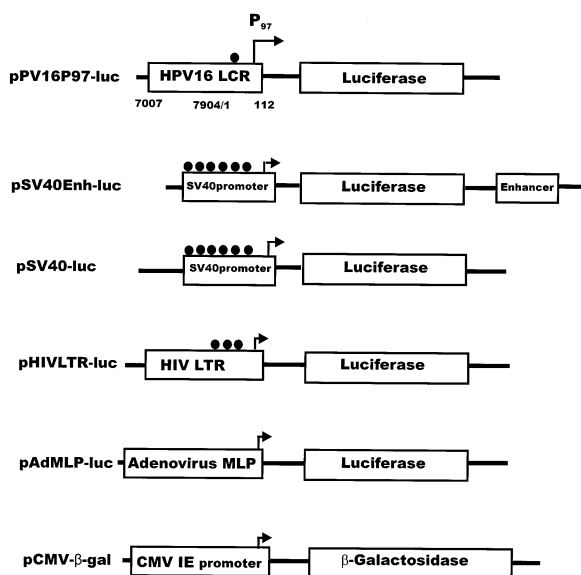 P97
pPV16P97-luc HPV16 LCR Luciferase
7007 7904/1 112
pSV40Enh-luc SV40promoter Luciferase Enhancer
pSV40-luc SV40promoter Luciferase
pHIVLTR-luc HIV LTR Luciferase
pAdMLP-luc Adenovirus MLP Luciferase
pCMV-β-gal CMV IE promoter β-Galactosidase